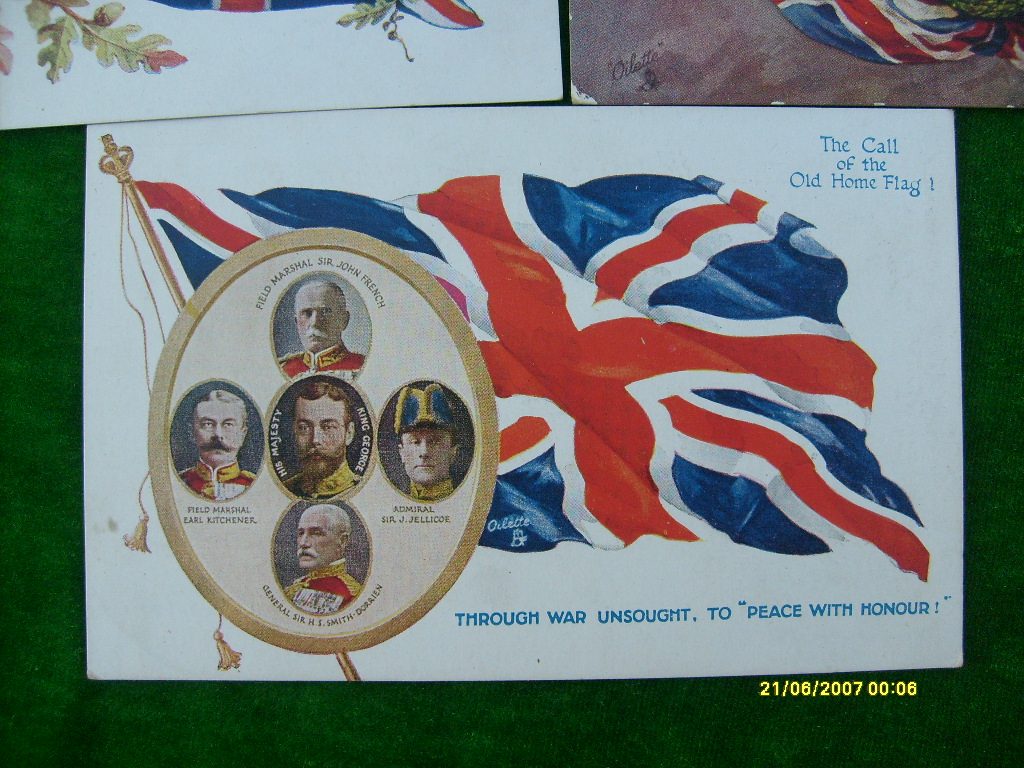 "Oilette"
The Call
of the
Old Home Flag!
FIELD MARSHAL SIR JOHN FRENCH
HIS MAJESTY KING GEORGE
FIELD MARSHAL
EARL KITCHENER
ADMIRAL
SIR J. JELLICOE
GENERAL SIR H. S. SMITH-DORRIEN
Oilette
THROUGH WAR UNSOUGHT, TO "PEACE WITH HONOUR!"
21/06/2007 00:06